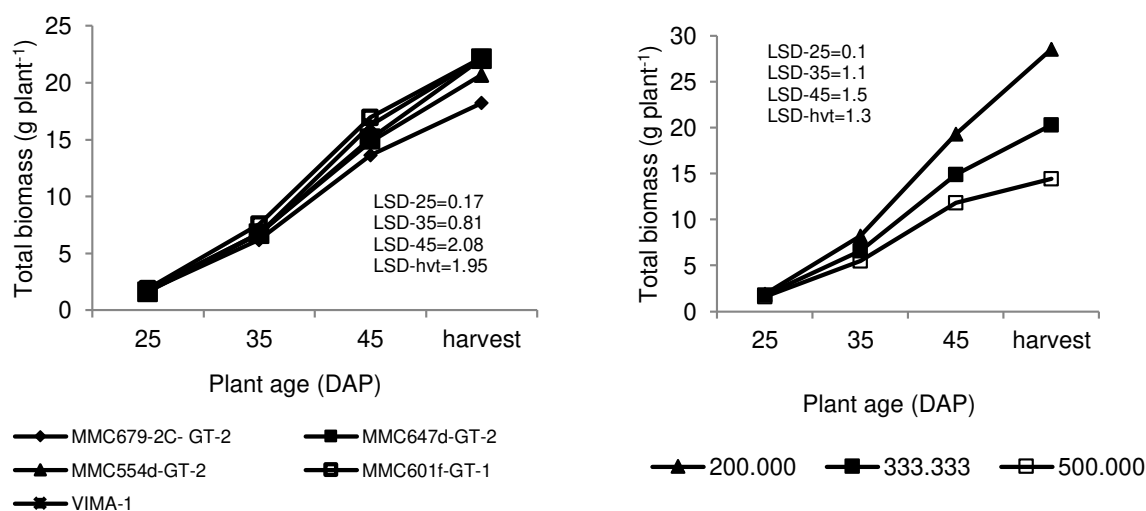 Total biomass (g plant⁻¹)
25
20
15
10
5
0
LSD-25=0.17
LSD-35=0.81
LSD-45=2.08
LSD-hvt=1.95
25 35 45 harvest
Plant age (DAP)
MMC679-2C- GT-2 MMC647d-GT-2
MMC554d-GT-2 MMC601f-GT-1
VIMA-1
Total biomass (g plant⁻¹)
30
25
20
15
10
5
0
LSD-25=0.1
LSD-35=1.1
LSD-45=1.5
LSD-hvt=1.3
25 35 45 harvest
Plant age (DAP)
200.000 333.333 500.000